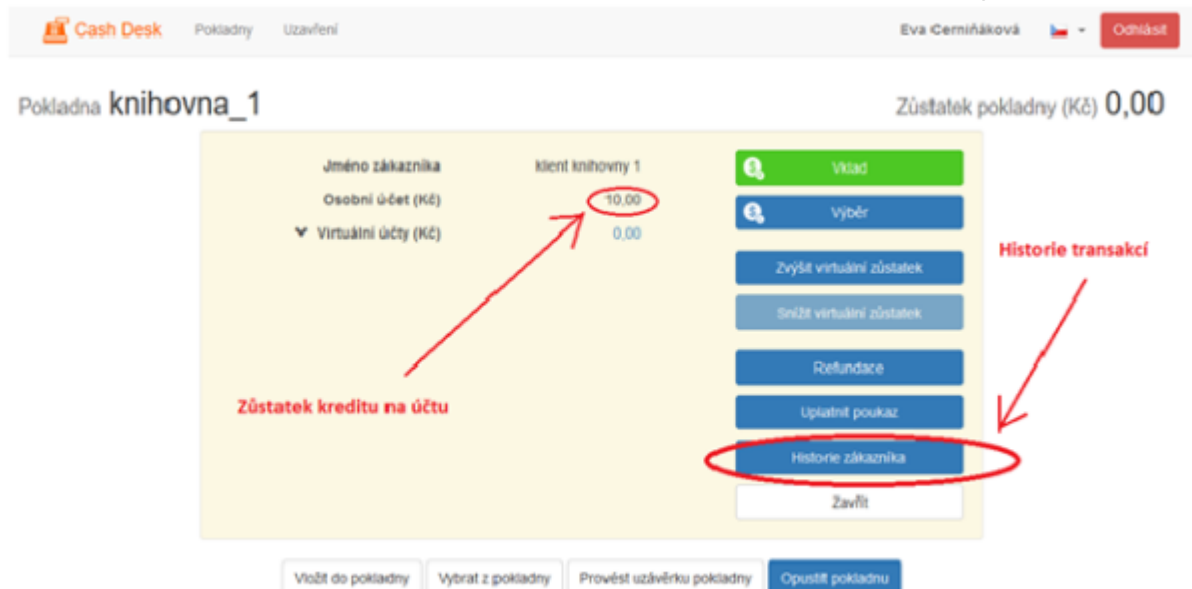 Cash Desk Pokladny Uzavření Eva Cerniňáková Odhlásit
Pokladna knihovna_1 Zůstatek pokladny (Kč) 0,00
Jméno zákazníka klient knihovny 1 Vklad
Osobní účet (Kč) 10,00 Výběr
Virtuální účty (Kč) 0,00
Historie transakcí
Zvýšit virtuální zůstatek
Snížit virtuální zůstatek
Refundace
Zůstatek kreditu na účtu
Uplatnit poukaz
Historie zákazníka
Zavřít
Vložit do pokladny Vybrat z pokladny Provést uzávěrku pokladny Opustit pokladnu